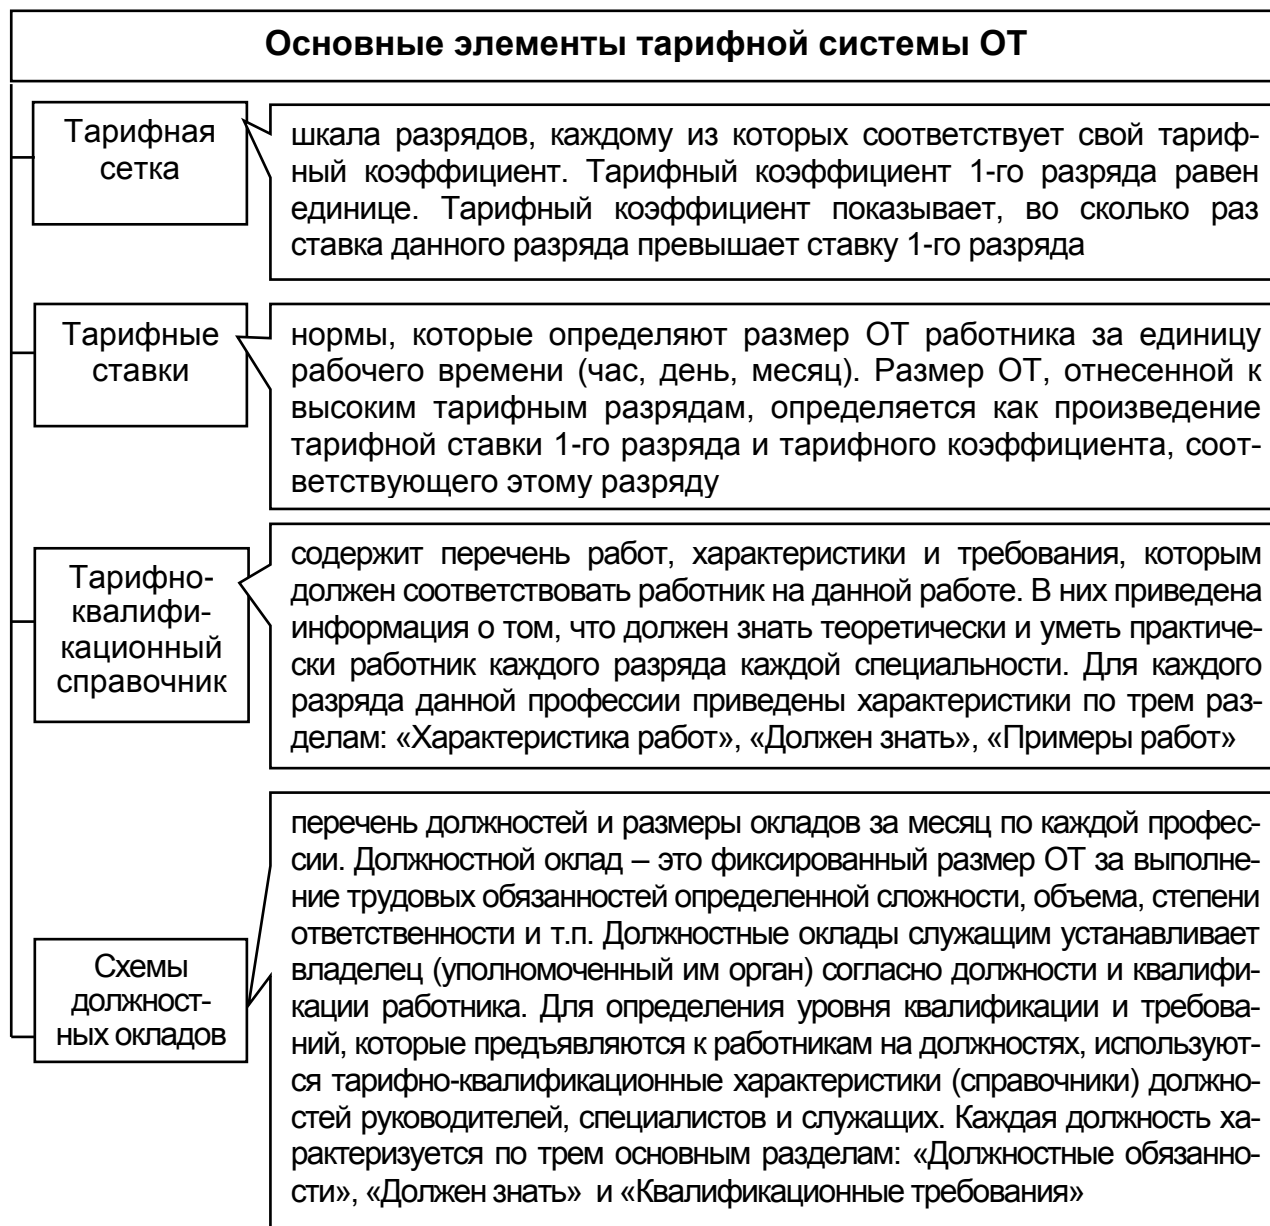 Основные элементы тарифной системы ОТ
Тарифная
сетка
шкала разрядов, каждому из которых соответствует свой тариф-
ный коэффициент. Тарифный коэффициент 1-го разряда равен
единице. Тарифный коэффициент показывает, во сколько раз
ставка данного разряда превышает ставку 1-го разряда
Тарифные
ставки
нормы, которые определяют размер ОТ работника за единицу
рабочего времени (час, день, месяц). Размер ОТ, отнесенной к
высоким тарифным разрядам, определяется как произведение
тарифной ставки 1-го разряда и тарифного коэффициента, соот-
ветствующего этому разряду
Тарифно-
квалифи-
кационный
справочник
содержит перечень работ, характеристики и требования, которым
должен соответствовать работник на данной работе. В них приведена
информация о том, что должен знать теоретически и уметь практиче-
ски работник каждого разряда каждой специальности. Для каждого
разряда данной профессии приведены характеристики по трем раз-
делам: «Характеристика работ», «Должен знать», «Примеры работ»
Схемы
должност-
ных окладов
перечень должностей и размеры окладов за месяц по каждой профес-
сии. Должностной оклад – это фиксированный размер ОТ за выполне-
ние трудовых обязанностей определенной сложности, объема, степени
ответственности и т.п. Должностные оклады служащим устанавливает
владелец (уполномоченный им орган) согласно должности и квалифи-
кации работника. Для определения уровня квалификации и требова-
ний, которые предъявляются к работникам на должностях, используют-
ся тарифно-квалификационные характеристики (справочники) должно-
стей руководителей, специалистов и служащих. Каждая должность ха-
рактеризуется по трем основным разделам: «Должностные обязанно-
сти», «Должен знать» и «Квалификационные требования»